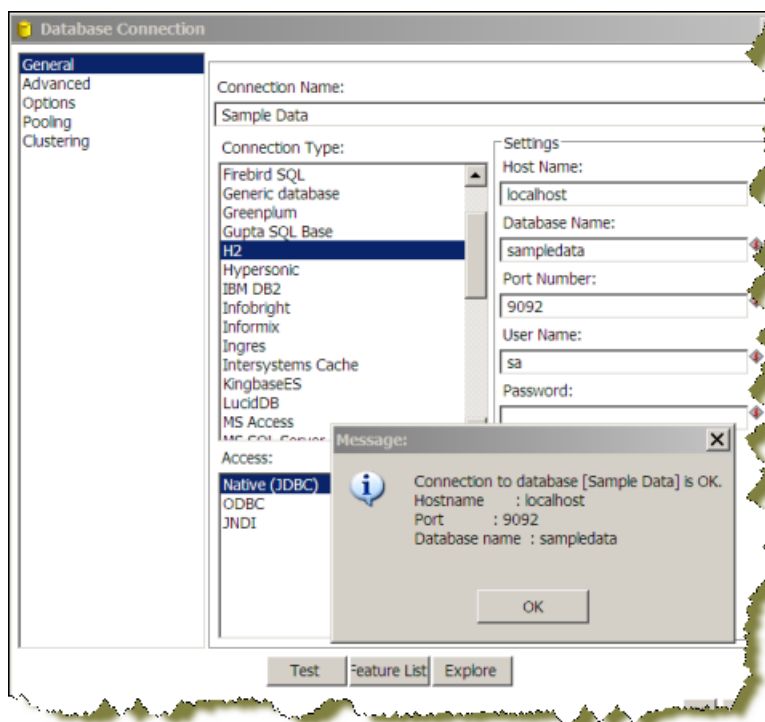 Database Connection
General
Advanced
Options
Pooling
Clustering
Connection Name:
Sample Data
Connection Type:
Firebird SQL
Generic database
Greenplum
Gupta SQL Base
H2
Hypersonic
IBM DB2
Infobright
Informix
Ingres
Intersystems Cache
KingbaseES
LucidDB
MS Access
MS SQL Server
Settings
Host Name:
localhost
Database Name:
sampledata
Port Number:
9092
User Name:
sa
Password:
Access:
Native (JDBC)
ODBC
JNDI
Message:
Connection to database [Sample Data] is OK.
Hostname : localhost
Port : 9092
Database name : sampledata
OK
Test
Feature List
Explore